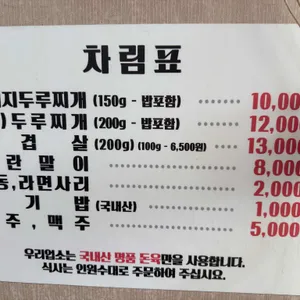 차림표
지두루찌개 (150g - 밥포함) 10,00
)두루찌개 (200g - 밥포함) 12,00
겹 살 (200g) (100g - 6,500원) 13,000
란 말 이 8,00
동, 라면사리 2,00
기 밥 (국내산) 1,000
주, 맥주 5,000
우리업소는 국내산 명품 돈육만을 사용합니다.
식사는 인원수대로 주문하여 주십시요.